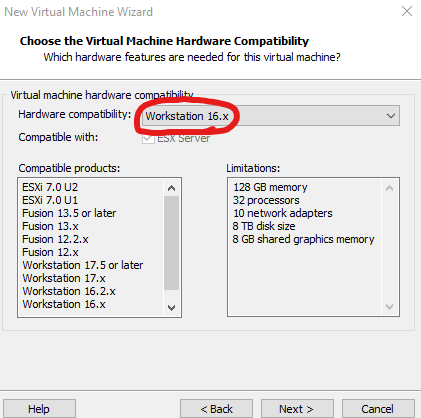 New Virtual Machine Wizard
Choose the Virtual Machine Hardware Compatibility
Which hardware features are needed for this virtual machine?
Virtual machine hardware compatibility
Hardware compatibility: Workstation 16.x
Compatible with: ESX Server
Compatible products:
ESXi 7.0 U2
ESXi 7.0 U1
Fusion 13.5 or later
Fusion 13.x
Fusion 12.2.x
Fusion 12.x
Workstation 17.5 or later
Workstation 17.x
Workstation 16.2.x
Workstation 16.x
Limitations:
128 GB memory
32 processors
10 network adapters
8 TB disk size
8 GB shared graphics memory
Help < Back Next > Cancel